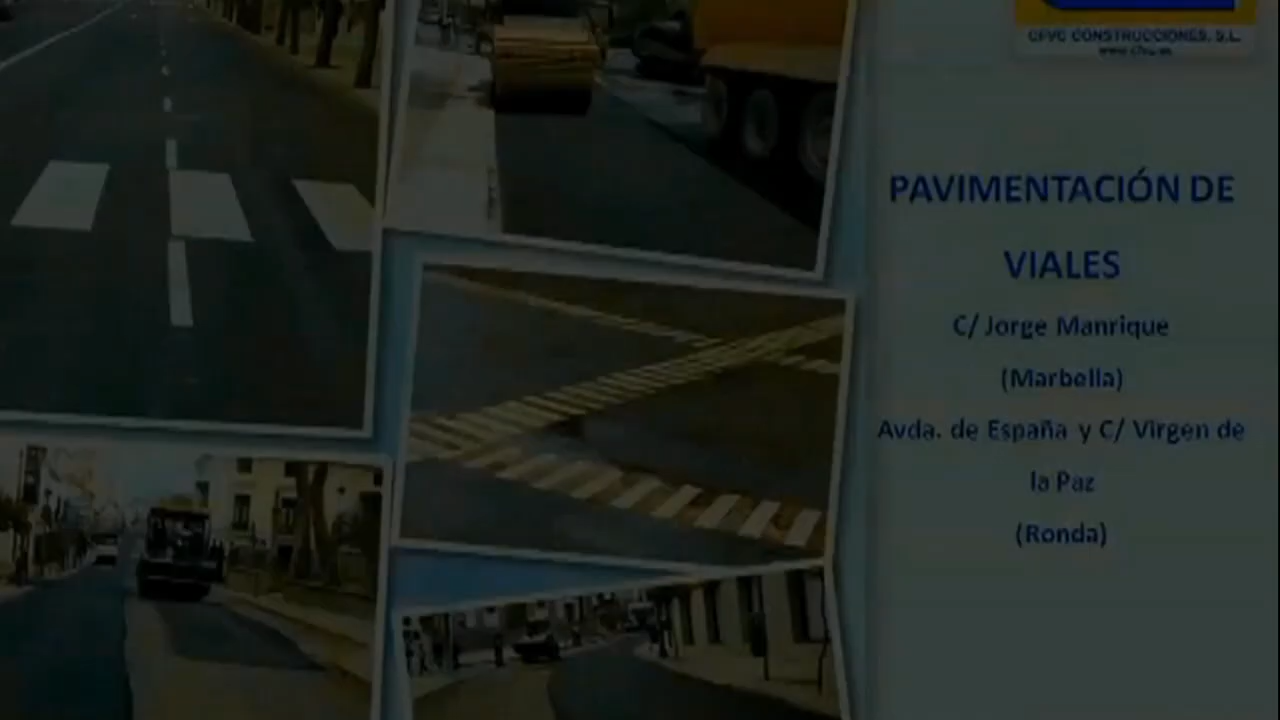 CFVC CONSTRUCCIONES, S.L.
PAVIMENTACIÓN DE
VIALES
C/ Jorge Manrique
(Marbella)
Avda. de España y C/ Virgen de
la Paz
(Ronda)